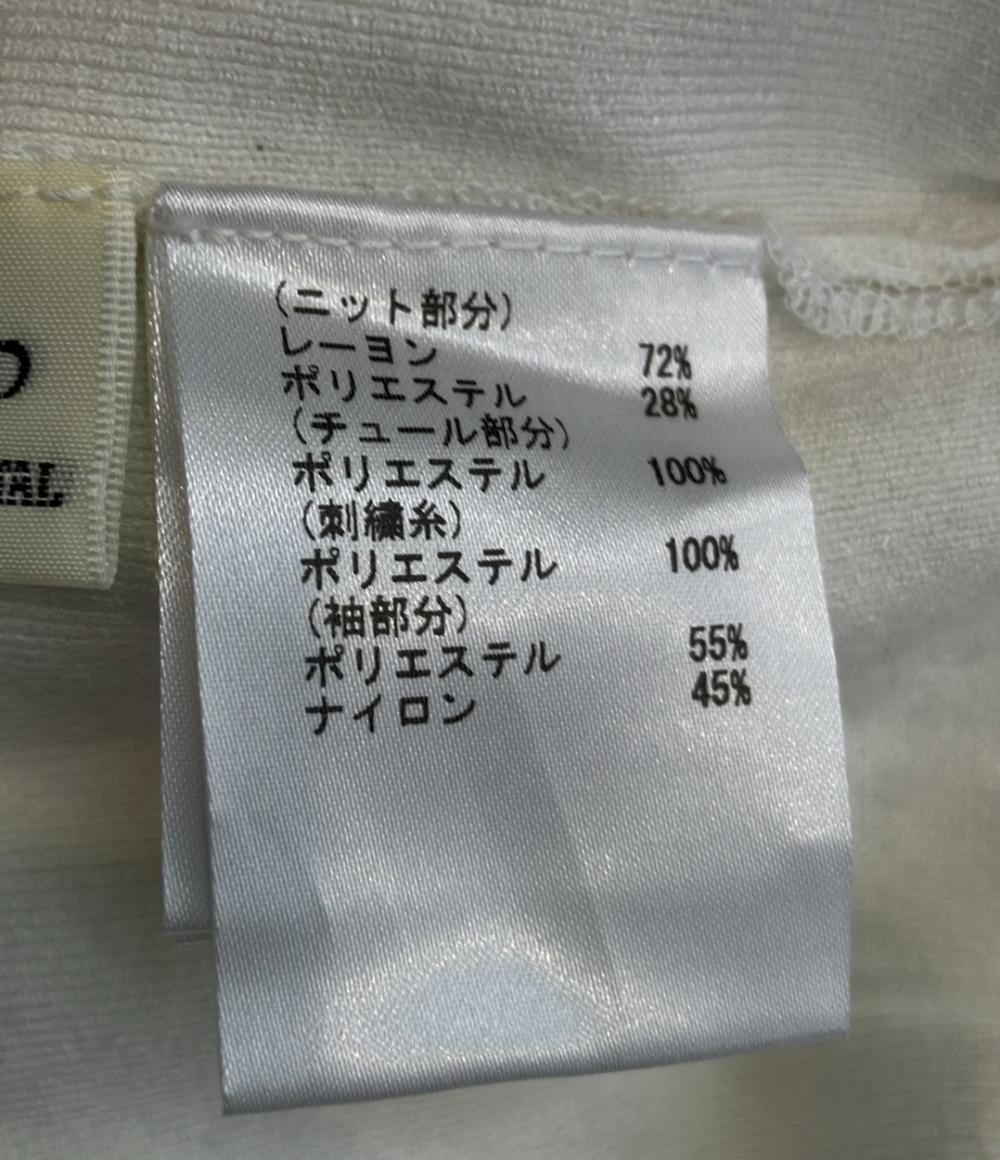 (ニット部分)
レーヨン 72%
ポリエステル 28%
(チュール部分)
ポリエステル 100%
(刺繍糸)
ポリエステル 100%
(袖部分)
ポリエステル 55%
ナイロン 45%